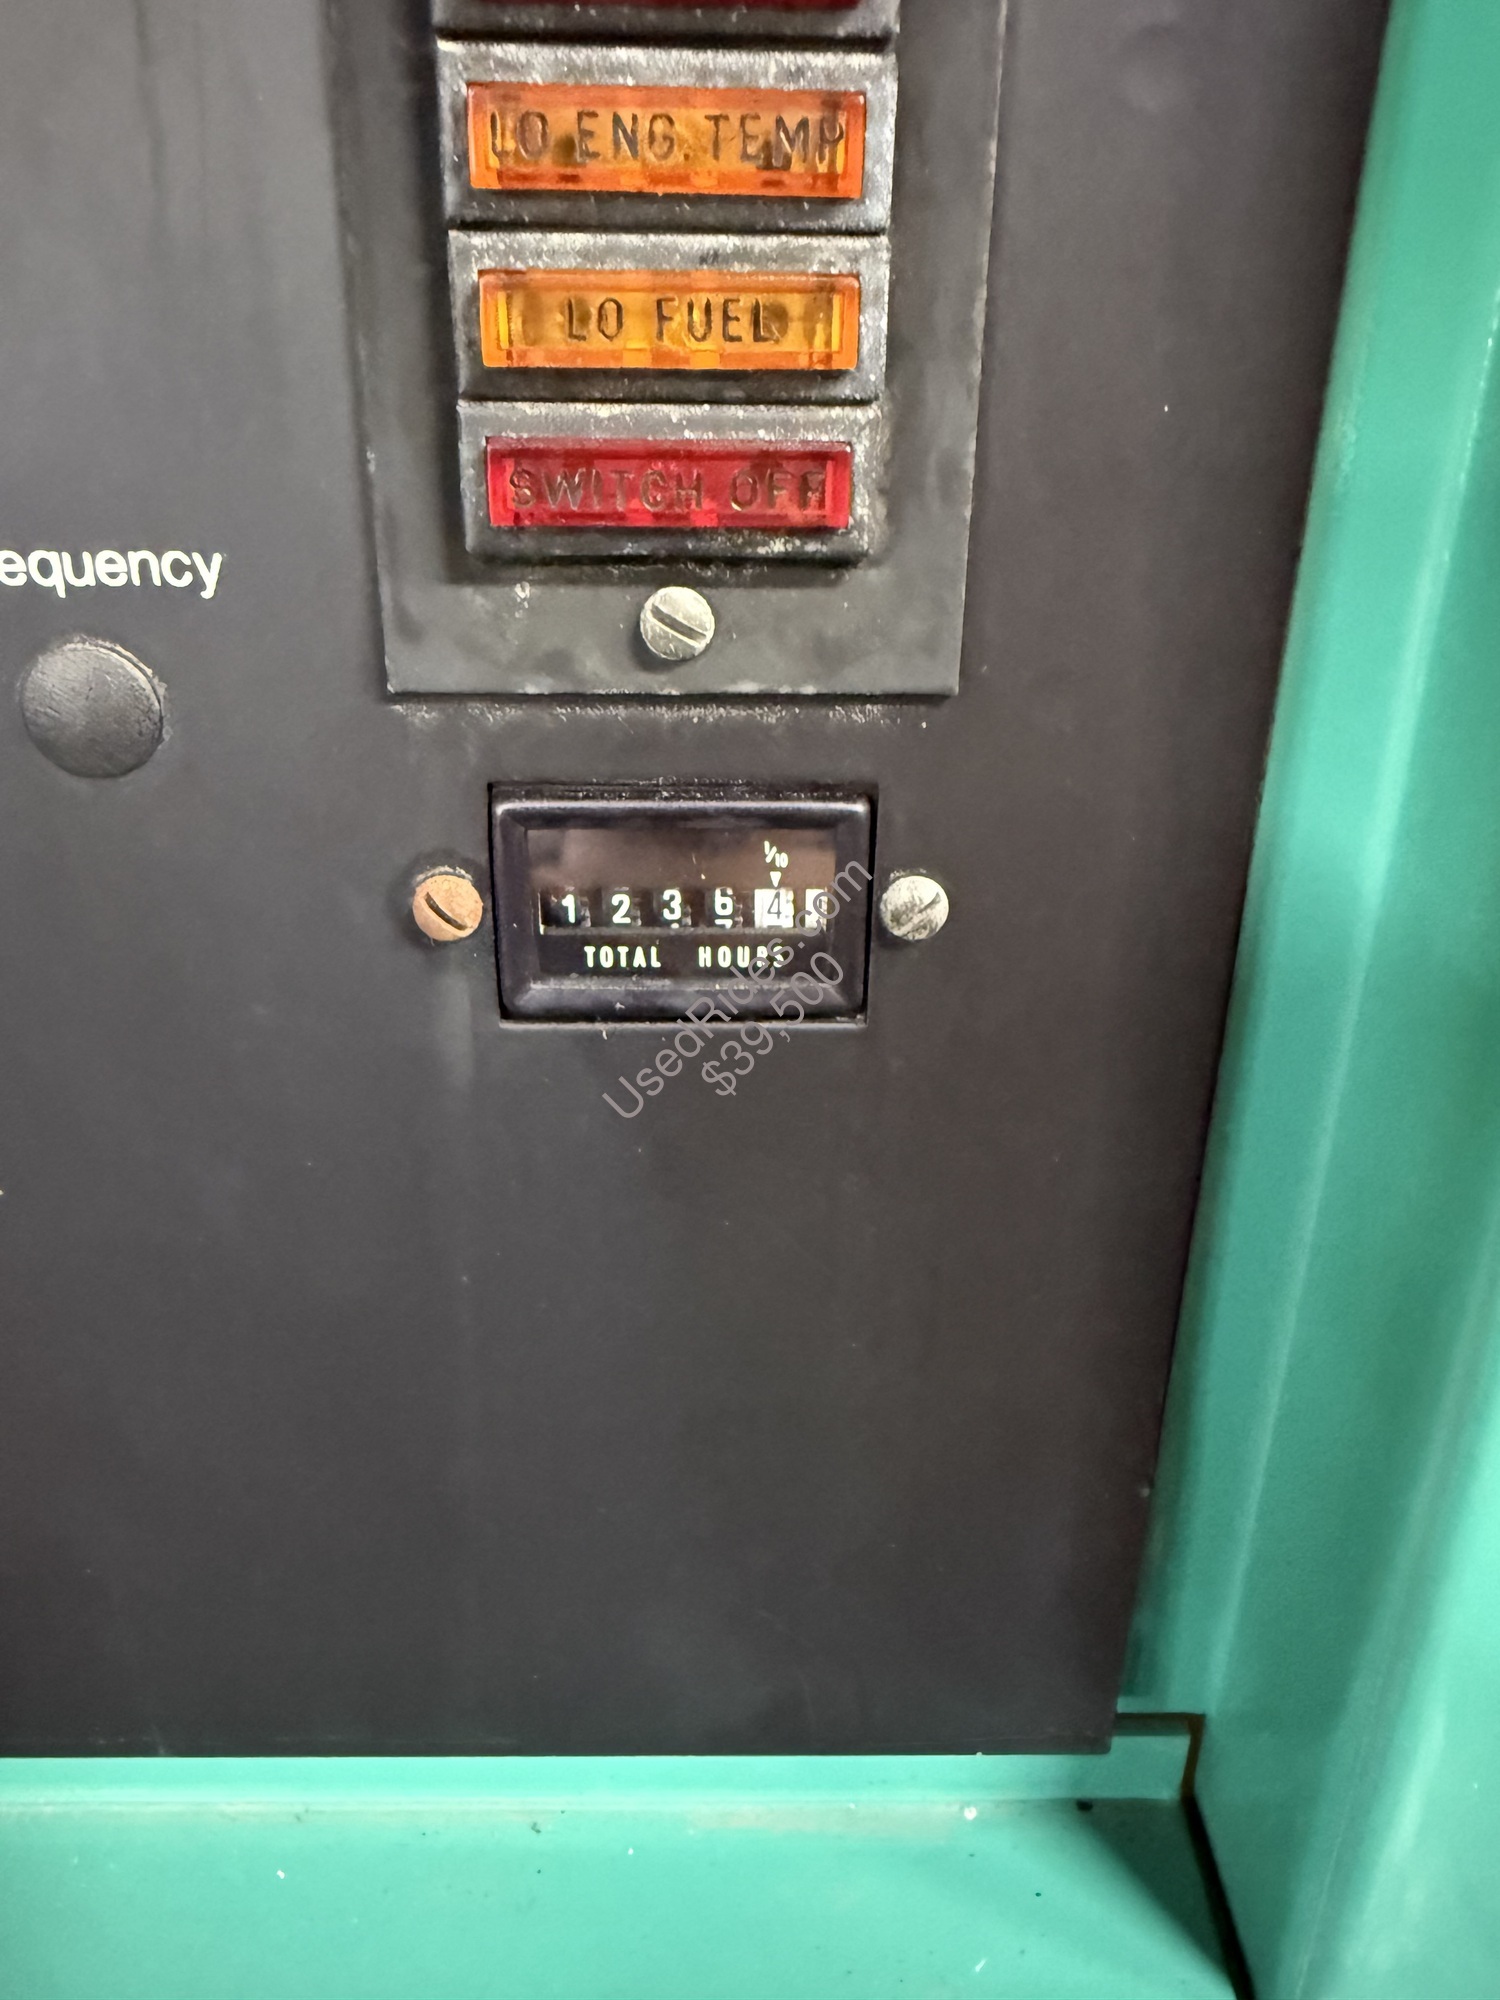 LO ENG. TEMP
LO FUEL
SWITCH OFF
equency
1/10
1 2 3 6 4
TOTAL HOURS
UsedRides.com
$39,500